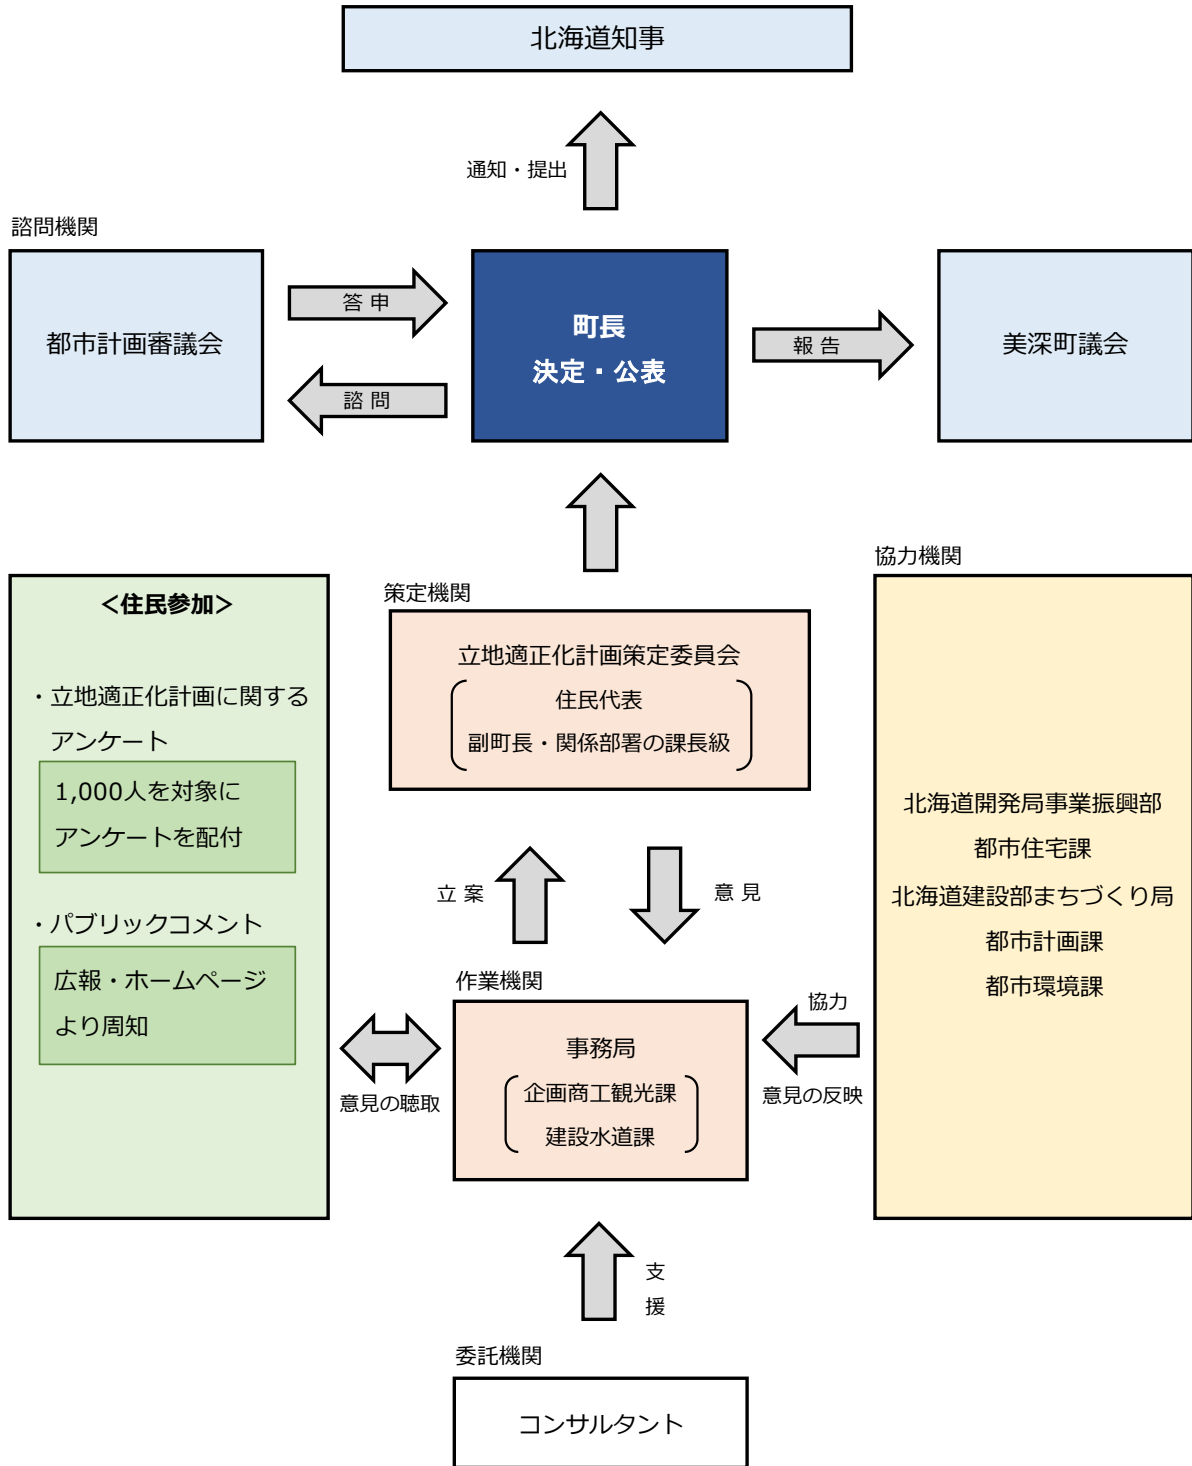 北海道知事
通知・提出
諮問機関
都市計画審議会
答 申
諮 問
町長
決定・公表
報 告
美深町議会
＜住民参加＞
・立地適正化計画に関する
アンケート
1,000人を対象に
アンケートを配付
・パブリックコメント
広報・ホームページ
より周知
策定機関
立地適正化計画策定委員会
住民代表
副町長・関係部署の課長級
協力機関
北海道開発局事業振興部
都市住宅課
北海道建設部まちづくり局
都市計画課
都市環境課
立 案
意 見
作業機関
事務局
企画商工観光課
建設水道課
意見の聴取
協力
意見の反映
支
援
委託機関
コンサルタント